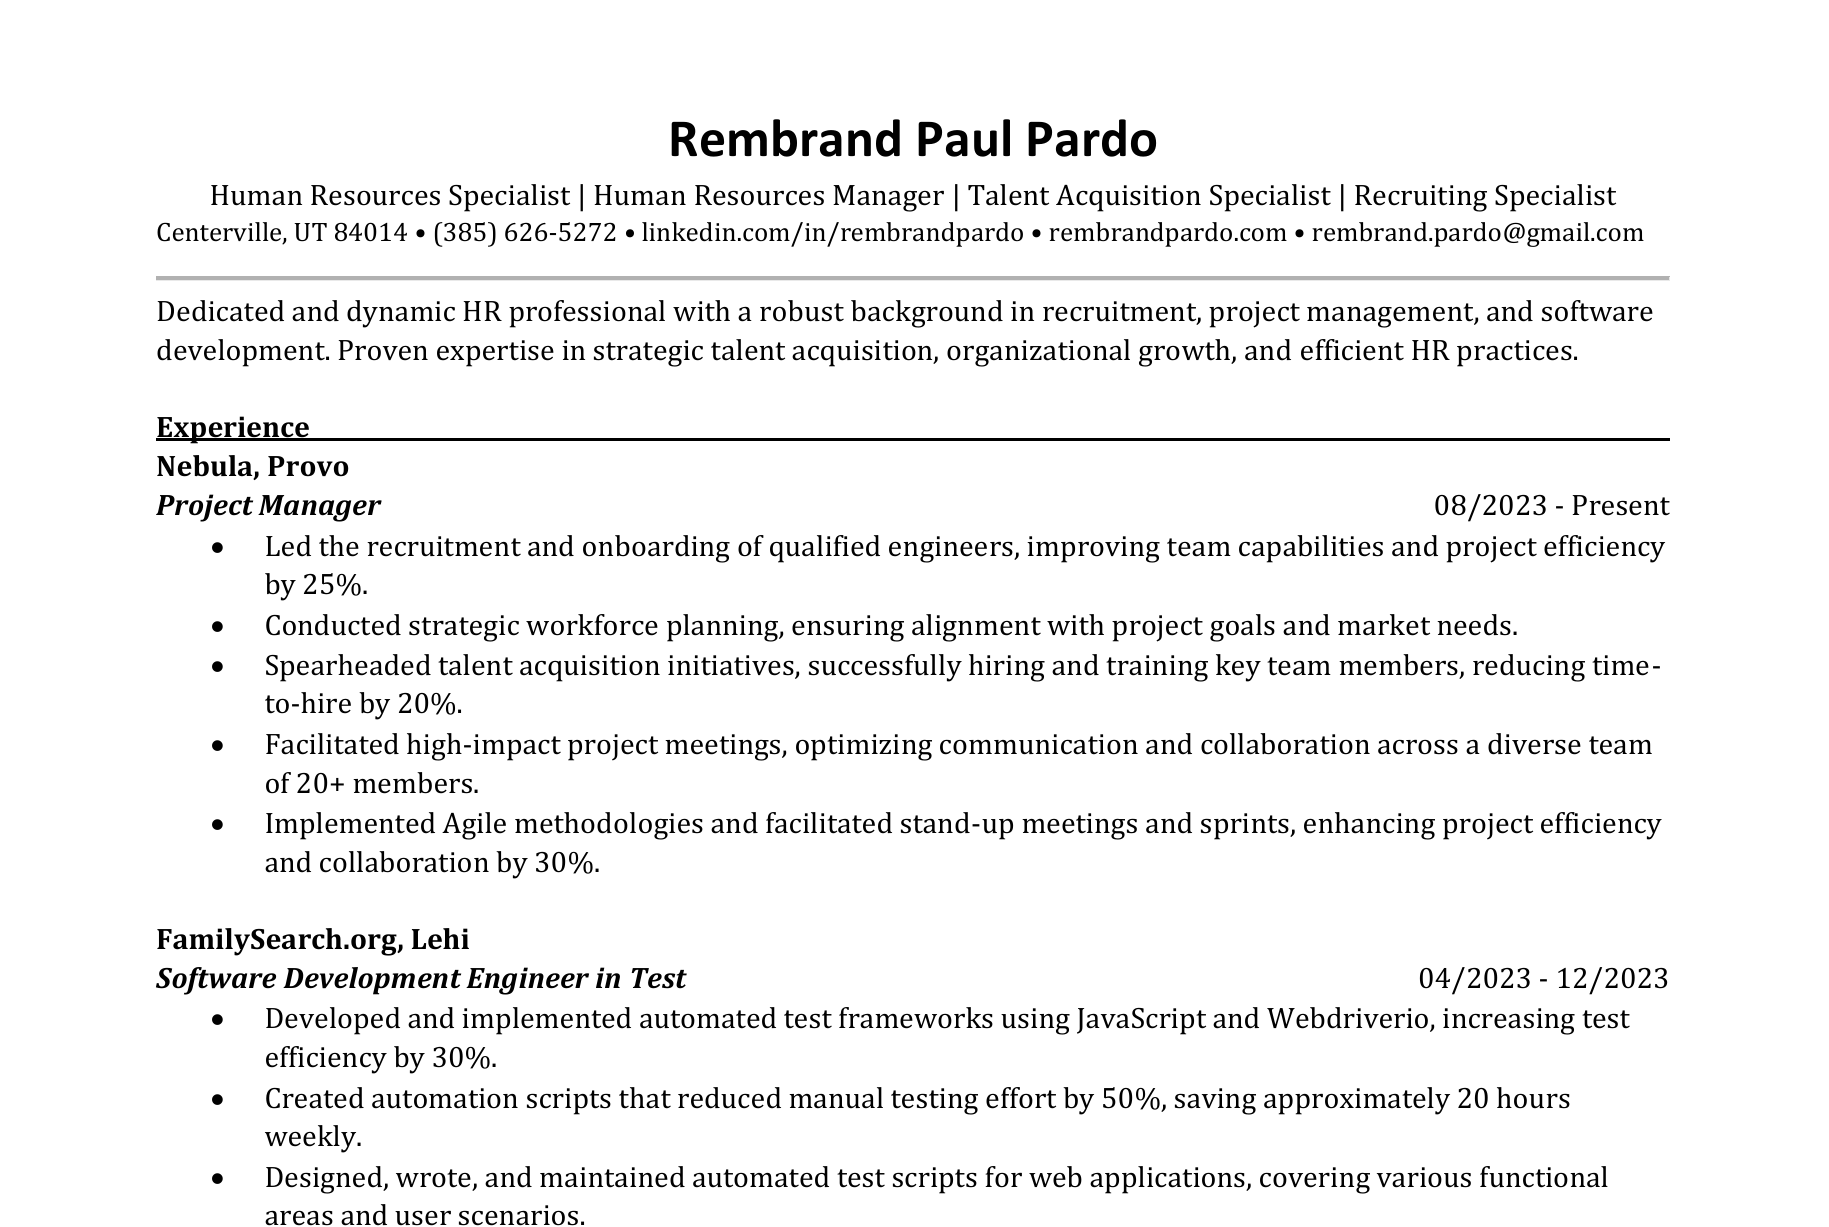 Rembrand Paul Pardo
Human Resources Specialist | Human Resources Manager | Talent Acquisition Specialist | Recruiting Specialist
Centerville, UT 84014 • (385) 626-5272 • linkedin.com/in/rembrandpardo • rembrandpardo.com • rembrand.pardo@gmail.com
Dedicated and dynamic HR professional with a robust background in recruitment, project management, and software
development. Proven expertise in strategic talent acquisition, organizational growth, and efficient HR practices.
Experience
Nebula, Provo
Project Manager 08/2023 - Present
• Led the recruitment and onboarding of qualified engineers, improving team capabilities and project efficiency
by 25%.
• Conducted strategic workforce planning, ensuring alignment with project goals and market needs.
• Spearheaded talent acquisition initiatives, successfully hiring and training key team members, reducing time-
to-hire by 20%.
• Facilitated high-impact project meetings, optimizing communication and collaboration across a diverse team
of 20+ members.
• Implemented Agile methodologies and facilitated stand-up meetings and sprints, enhancing project efficiency
and collaboration by 30%.
FamilySearch.org, Lehi
Software Development Engineer in Test 04/2023 - 12/2023
• Developed and implemented automated test frameworks using JavaScript and Webdriverio, increasing test
efficiency by 30%.
• Created automation scripts that reduced manual testing effort by 50%, saving approximately 20 hours
weekly.
• Designed, wrote, and maintained automated test scripts for web applications, covering various functional
areas and user scenarios.